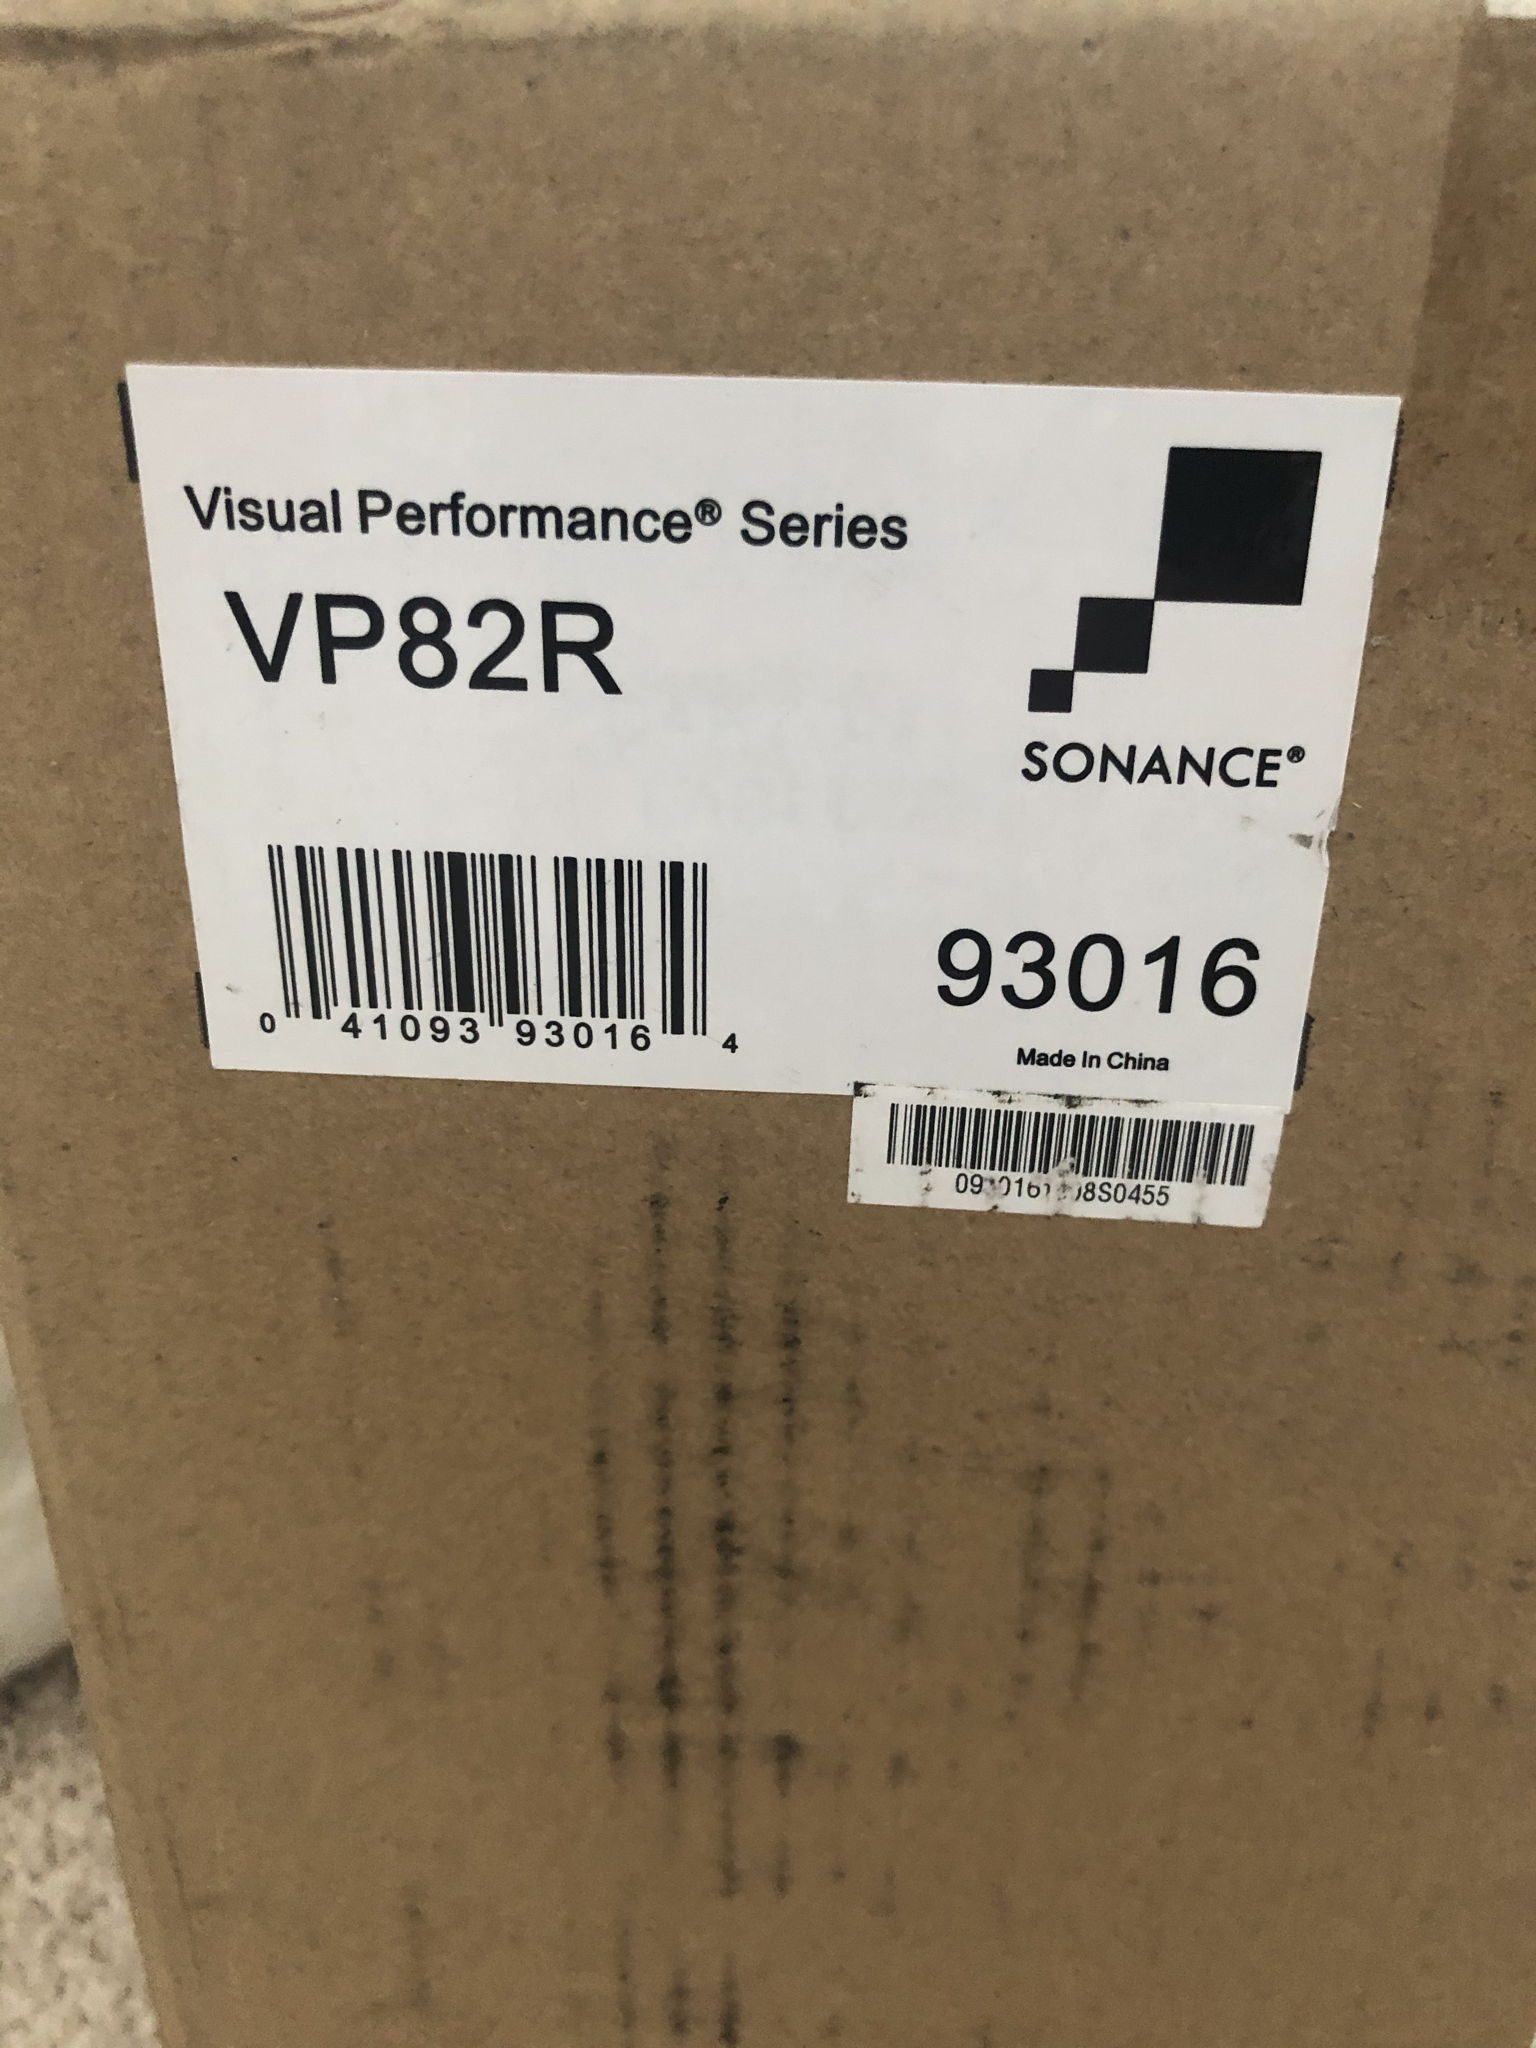 Visual Performance® Series
VP82R
SONANCE®
0 41093 93016 4
93016
Made In China